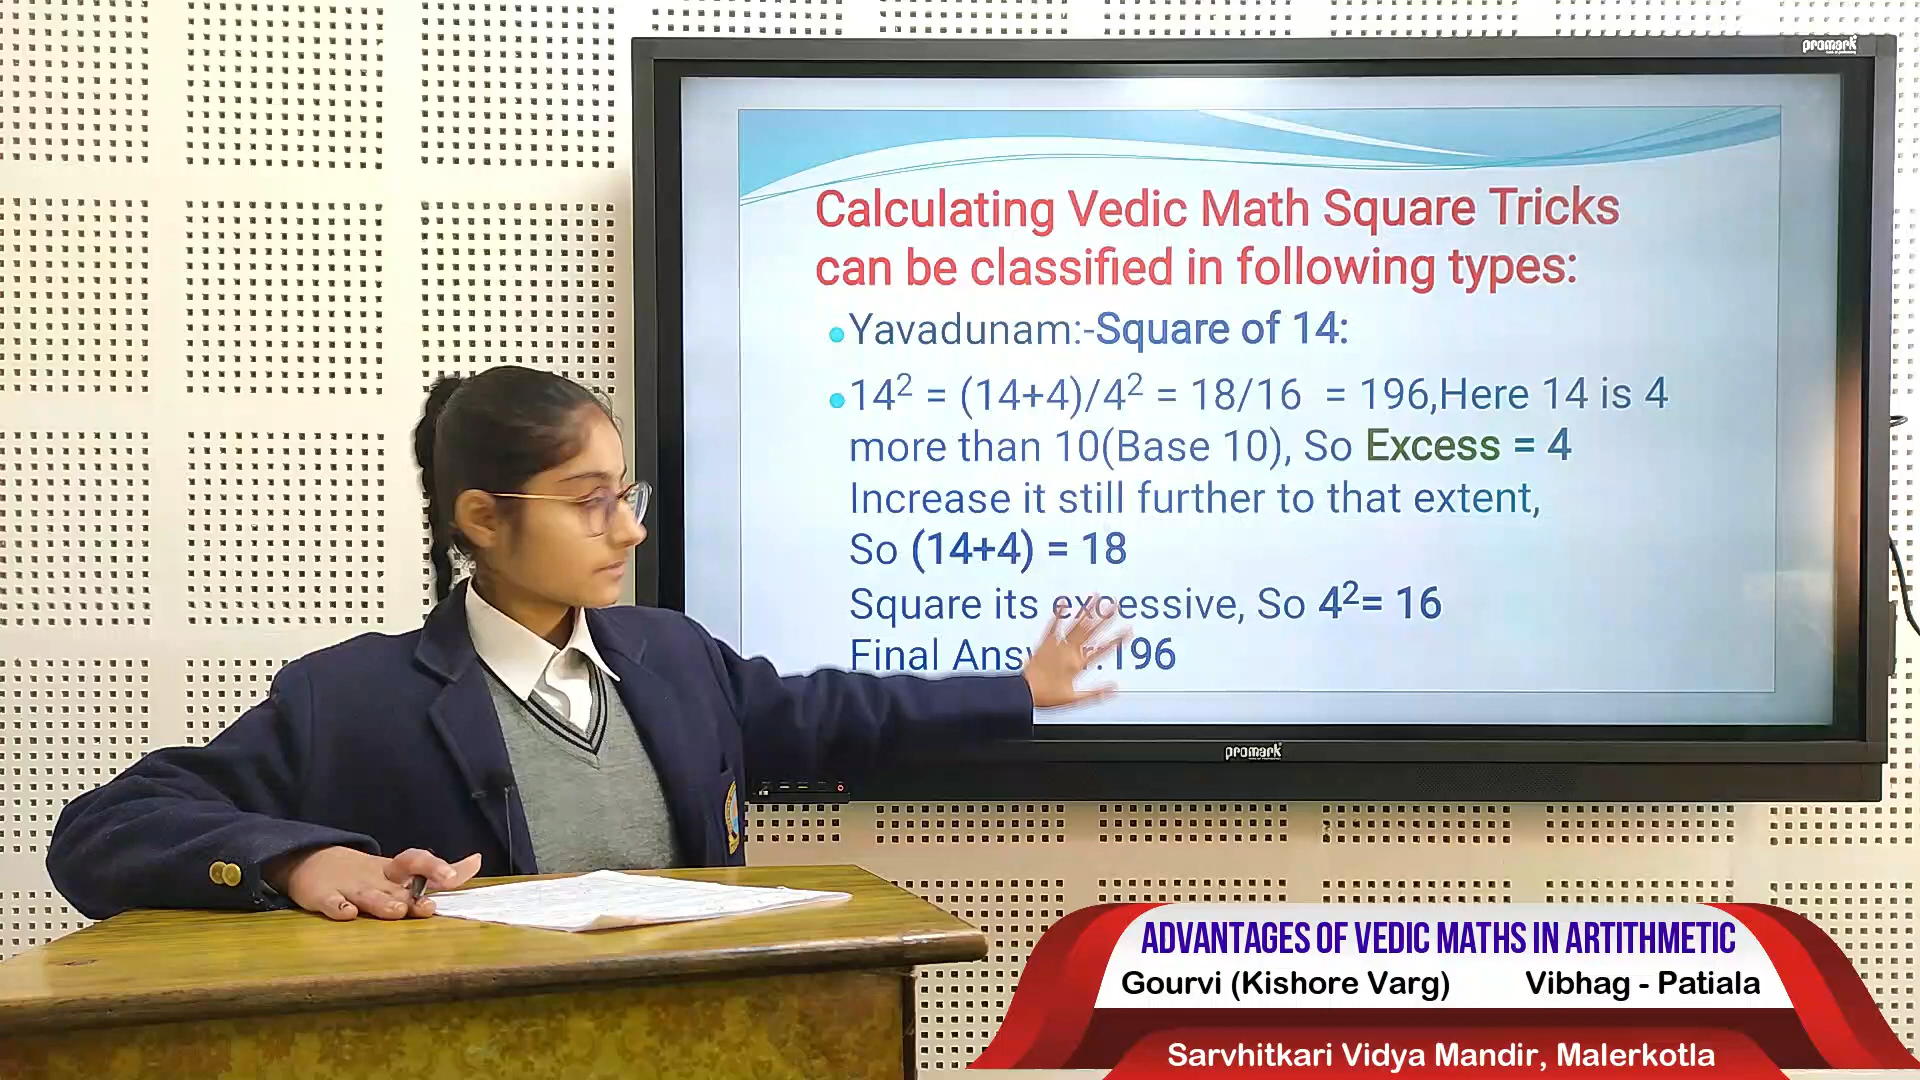 promark
Calculating Vedic Math Square Tricks
can be classified in following types:
Yavadunam:-Square of 14:
14² = (14+4)/4² = 18/16 = 196,Here 14 is 4
more than 10(Base 10), So Excess = 4
Increase it still further to that extent,
So (14+4) = 18
Square its excessive, So 4²= 16
Final :196
promark
ADVANTAGES OF VEDIC MATHS IN ARTITHMETIC
Gourvi (Kishore Varg) Vibhag - Patiala
Sarvhitkari Vidya Mandir, Malerkotla